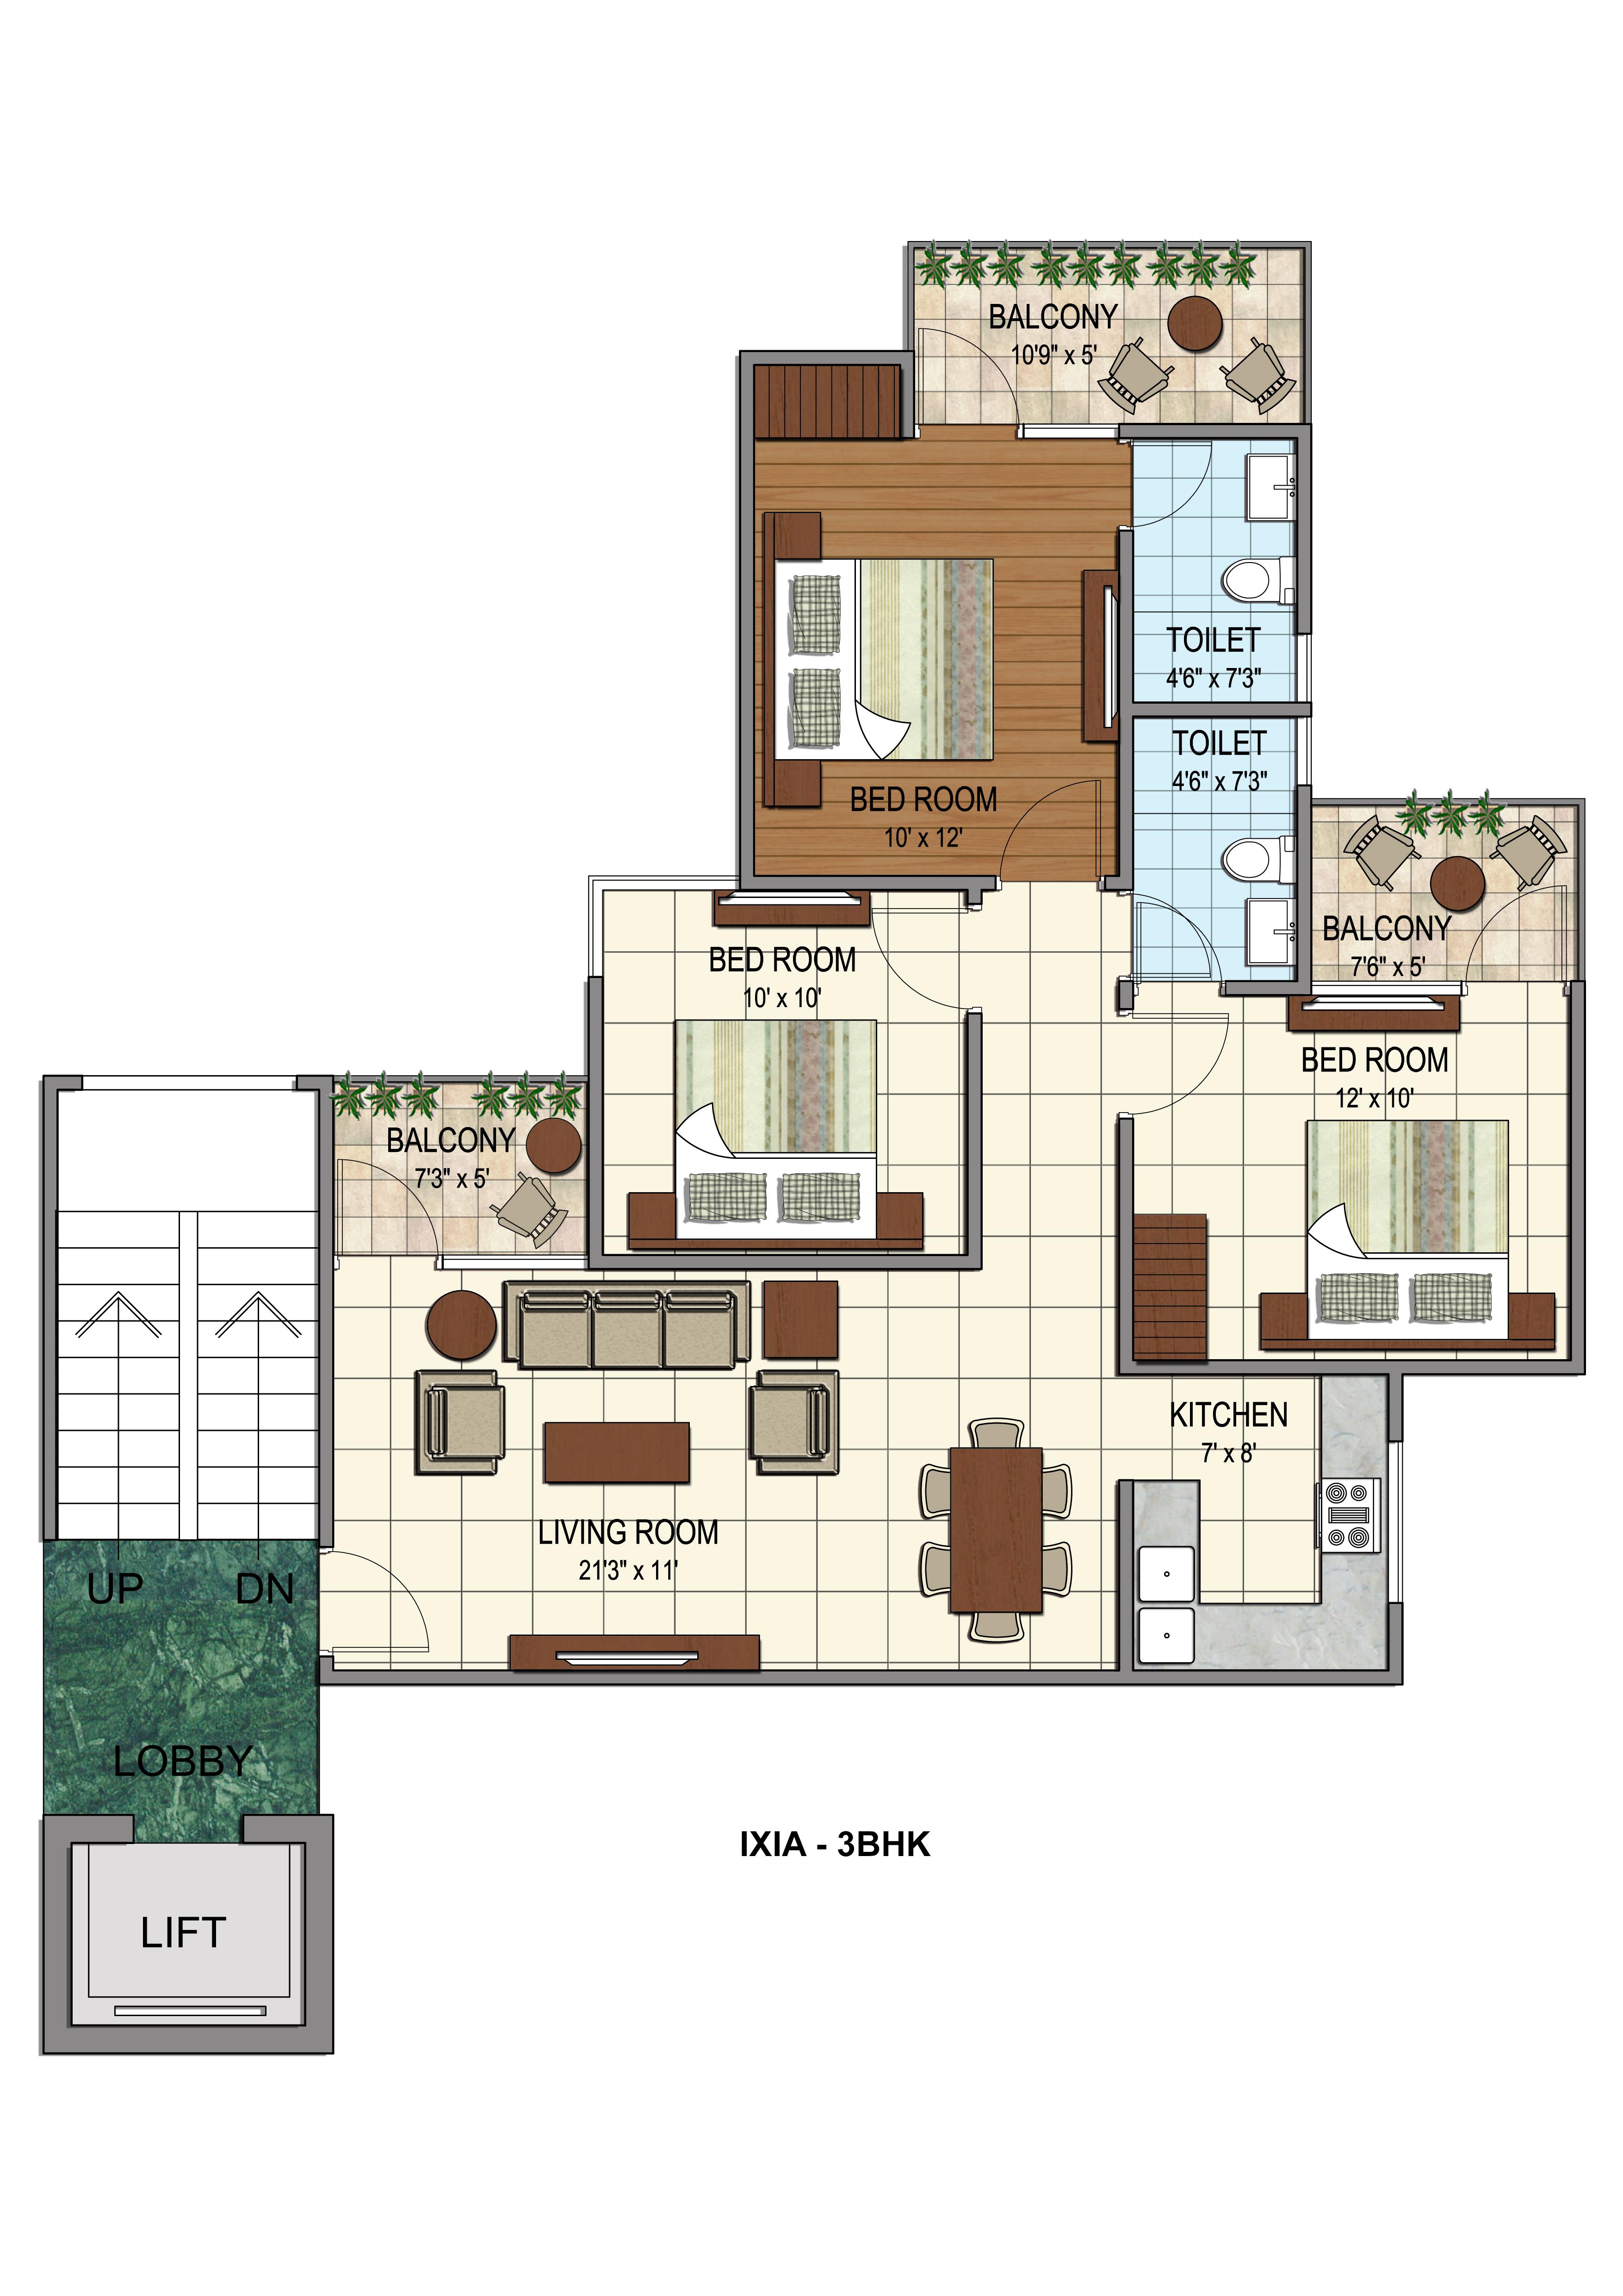 BALCONY
10'9" x 5'
TOILET
4'6" x 7'3"
TOILET
4'6" x 7'3"
BED ROOM
10' x 12'
BALCONY
7'6" x 5'
BED ROOM
10' x 10'
BED ROOM
12' x 10'
BALCONY
7'3" x 5'
KITCHEN
7' x 8'
LIVING ROOM
21'3" x 11'
UP DN
LOBBY
IXIA - 3BHK
LIFT